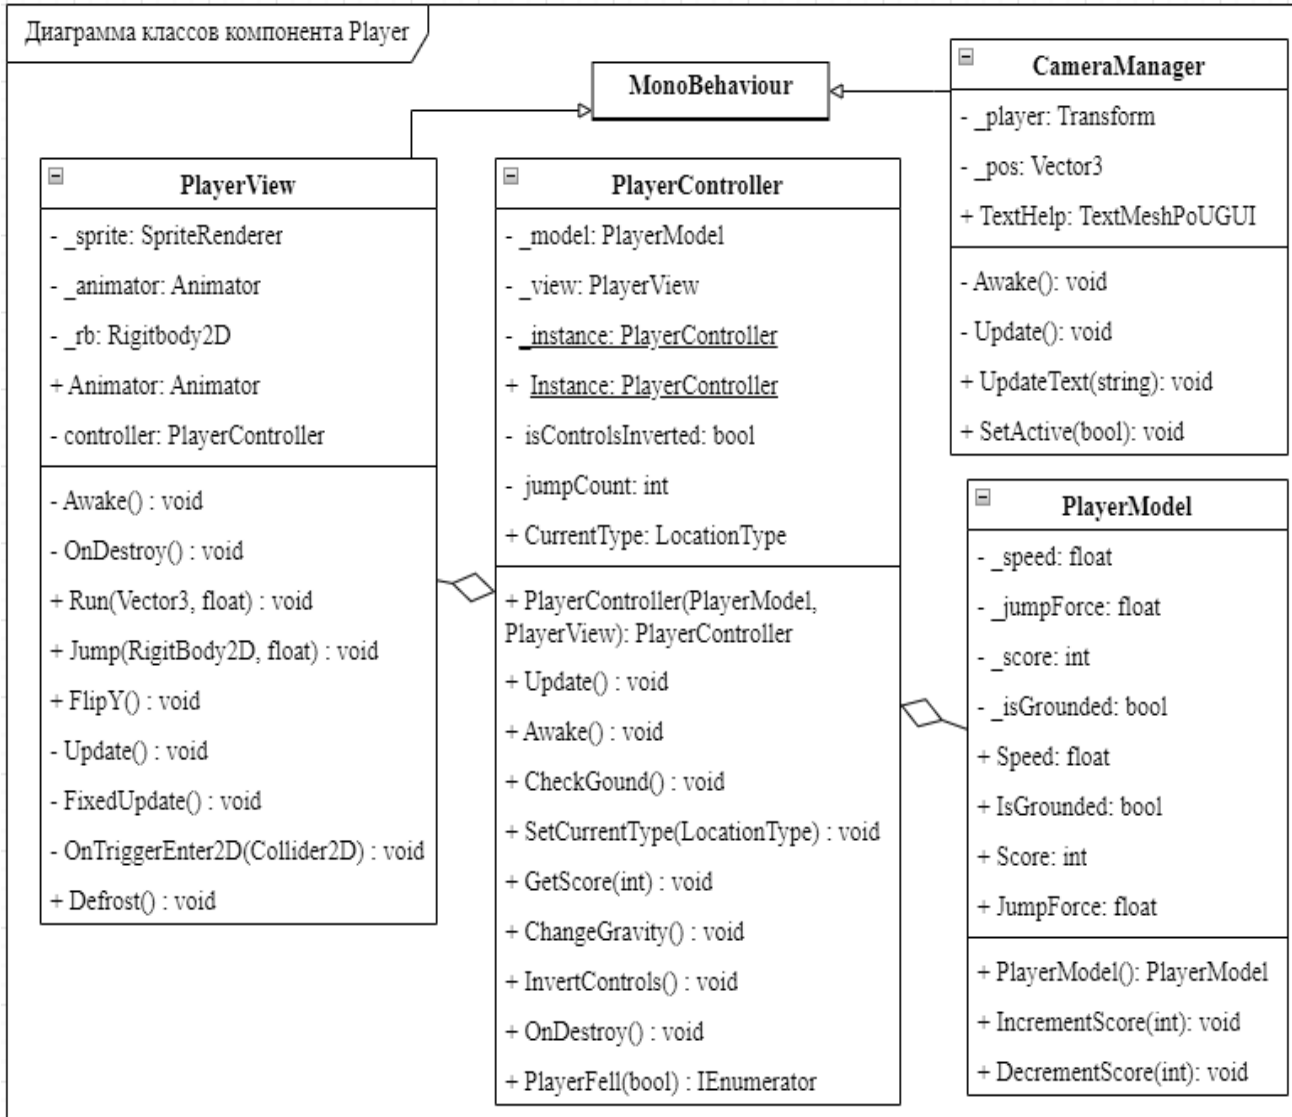 Диаграмма классов компонента Player
MonoBehaviour
CameraManager
- _player: Transform
- _pos: Vector3
+ TextHelp: TextMeshPoUGUI
- Awake(): void
- Update(): void
+ UpdateText(string): void
+ SetActive(bool): void
PlayerView
- _sprite: SpriteRenderer
- _animator: Animator
- _rb: Rigitbody2D
+ Animator: Animator
- controller: PlayerController
- Awake() : void
- OnDestroy() : void
+ Run(Vector3, float) : void
+ Jump(RigitBody2D, float) : void
+ FlipY() : void
- Update() : void
- FixedUpdate() : void
- OnTriggerEnter2D(Collider2D) : void
+ Defrost() : void
PlayerController
- _model: PlayerModel
- _view: PlayerView
- _instance: PlayerController
+ Instance: PlayerController
- isControlsInverted: bool
- jumpCount: int
+ CurrentType: LocationType
+ PlayerController(PlayerModel,
PlayerView): PlayerController
+ Update() : void
+ Awake() : void
+ CheckGound() : void
+ SetCurrentType(LocationType) : void
+ GetScore(int) : void
+ ChangeGravity() : void
+ InvertControls() : void
+ OnDestroy() : void
+ PlayerFell(bool) : IEnumerator
PlayerModel
- _speed: float
- _jumpForce: float
- _score: int
- _isGrounded: bool
+ Speed: float
+ IsGrounded: bool
+ Score: int
+ JumpForce: float
+ PlayerModel(): PlayerModel
+ IncrementScore(int): void
+ DecrementScore(int): void